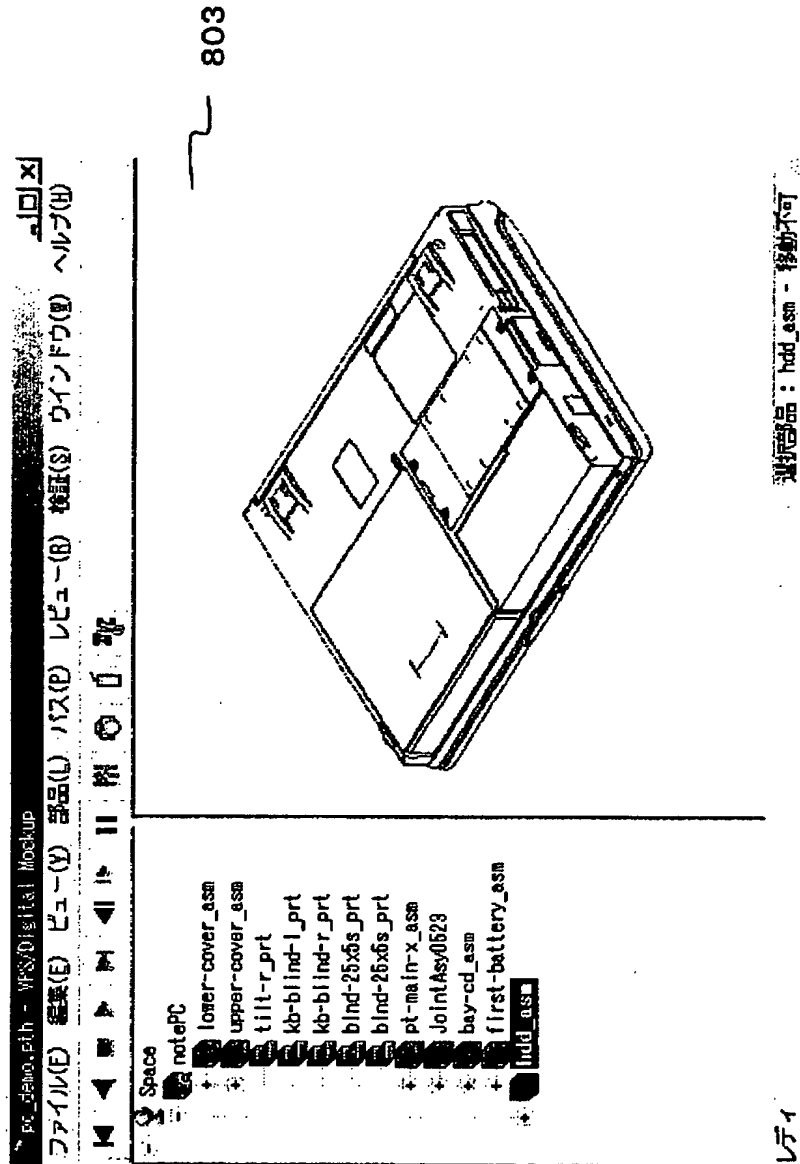 pc_demo.pth - VPS/Digital Mockup
ファイル(F) 編集(E) ビュー(V) 部品(L) パス(P) レビュー(R) 検証(S) ウインドウ(W) ヘルプ(H)
Space
notePC
lower-cover_asm
upper-cover_asm
tilt-r_prt
kb-blind-l_prt
kb-blind-r_prt
blnd-25x5s_prt
blnd-25x5s_prt
pt-main-x_asm
JointAsy0523
bay-cd_asm
first-battery_asm
hdd_asm
レディ
選択部品 : hdd_asm - 移動不可
803